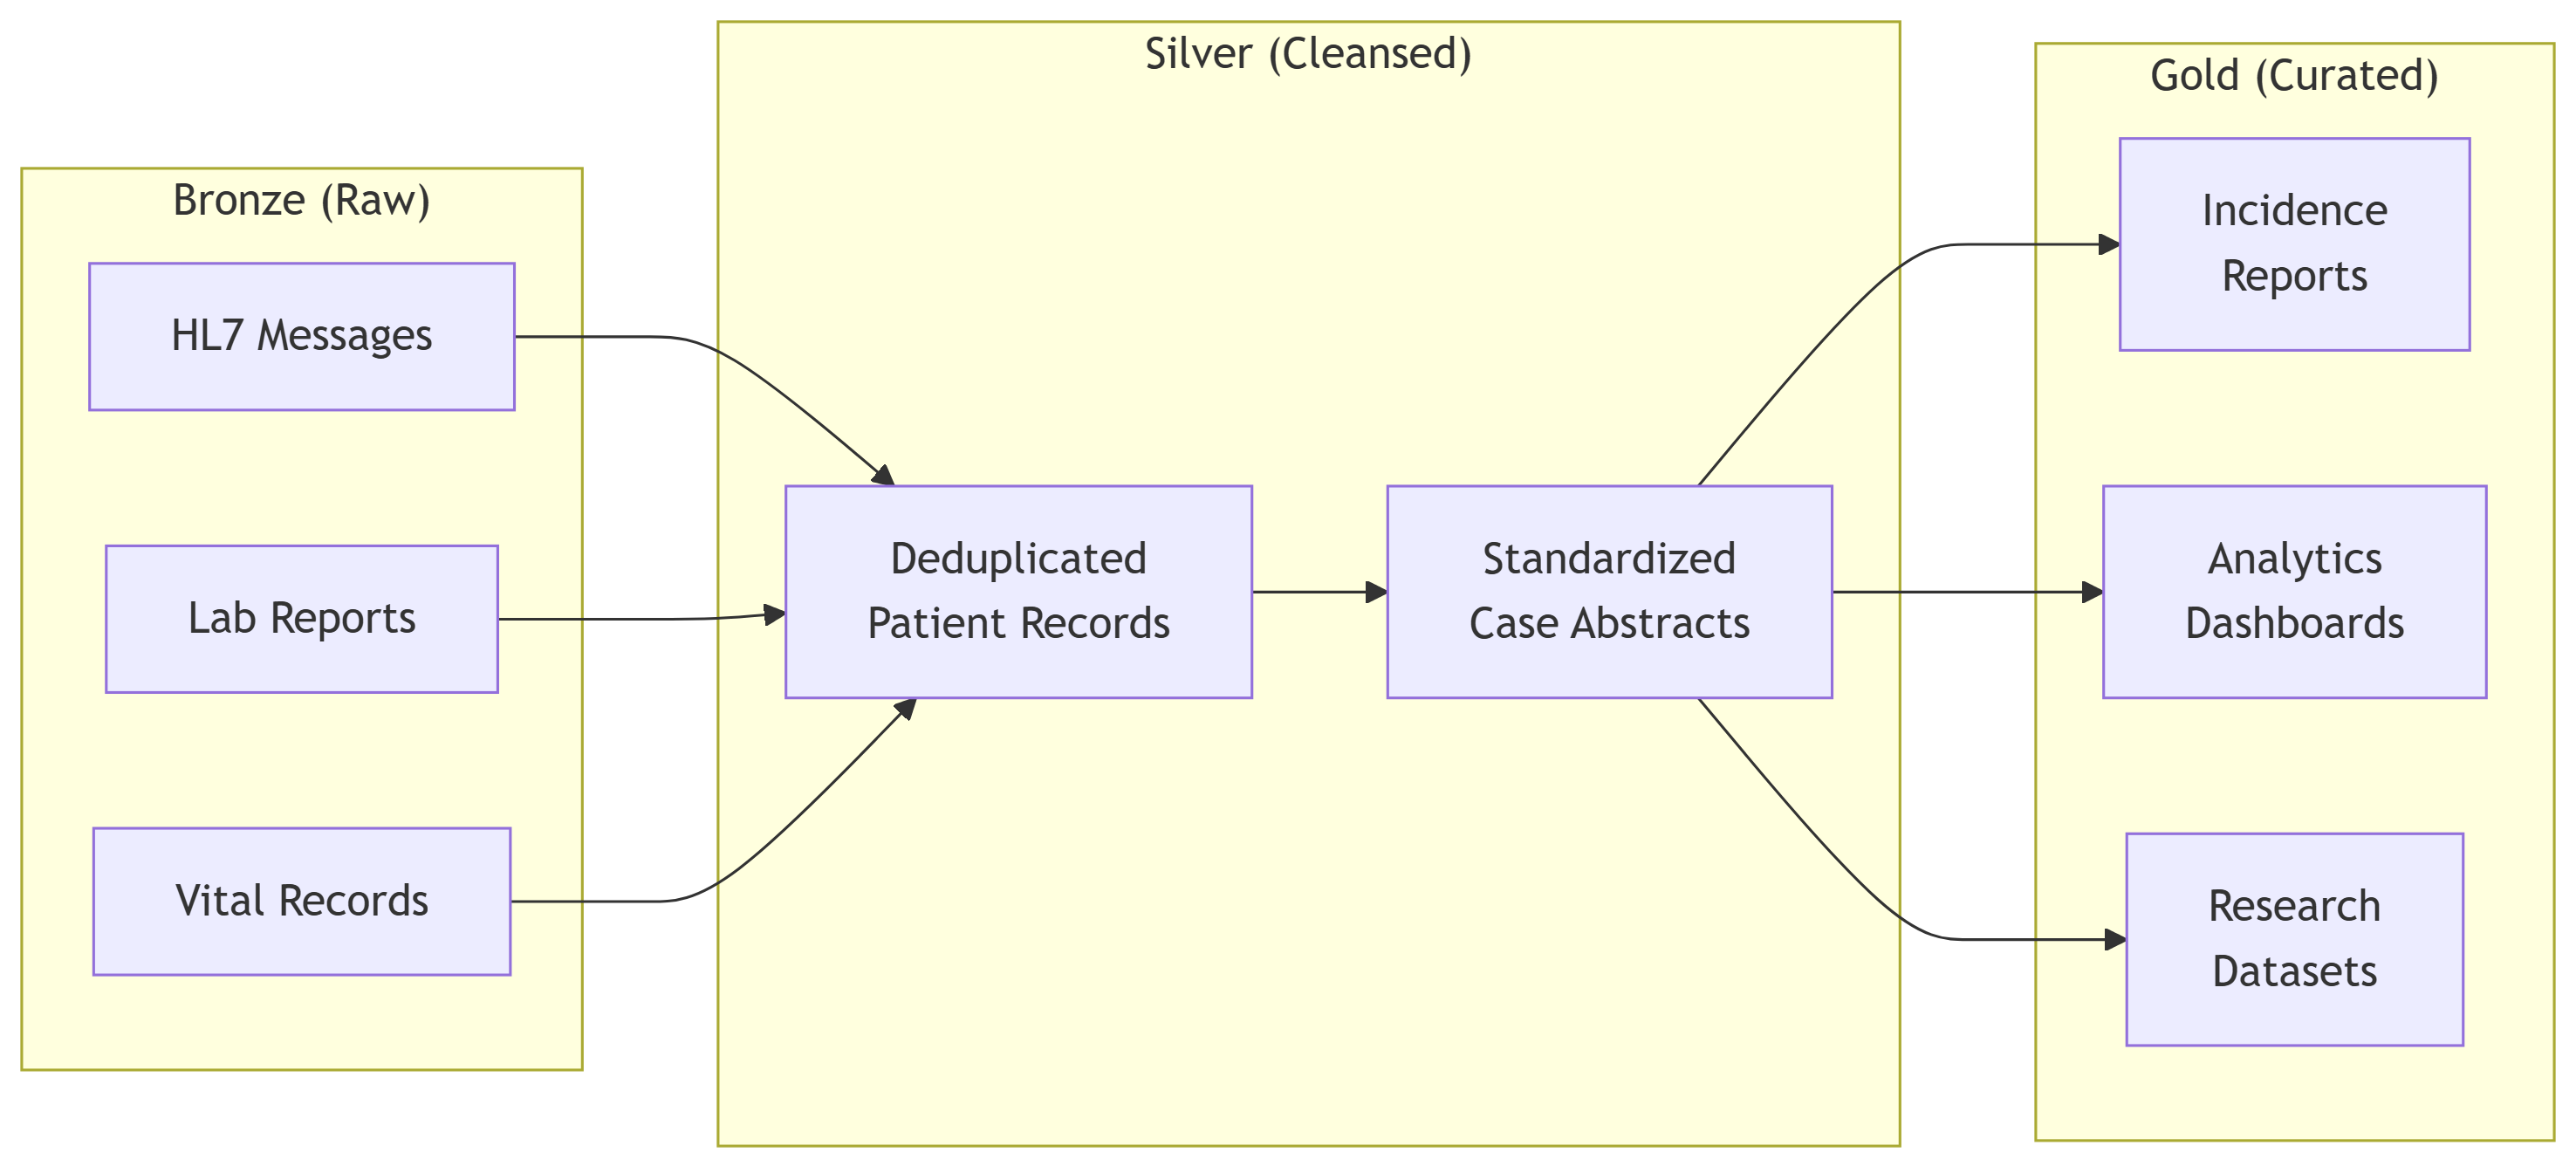 Bronze (Raw)
HL7 Messages
Lab Reports
Vital Records
Silver (Cleansed)
Deduplicated
Patient Records
Standardized
Case Abstracts
Gold (Curated)
Incidence
Reports
Analytics
Dashboards
Research
Datasets